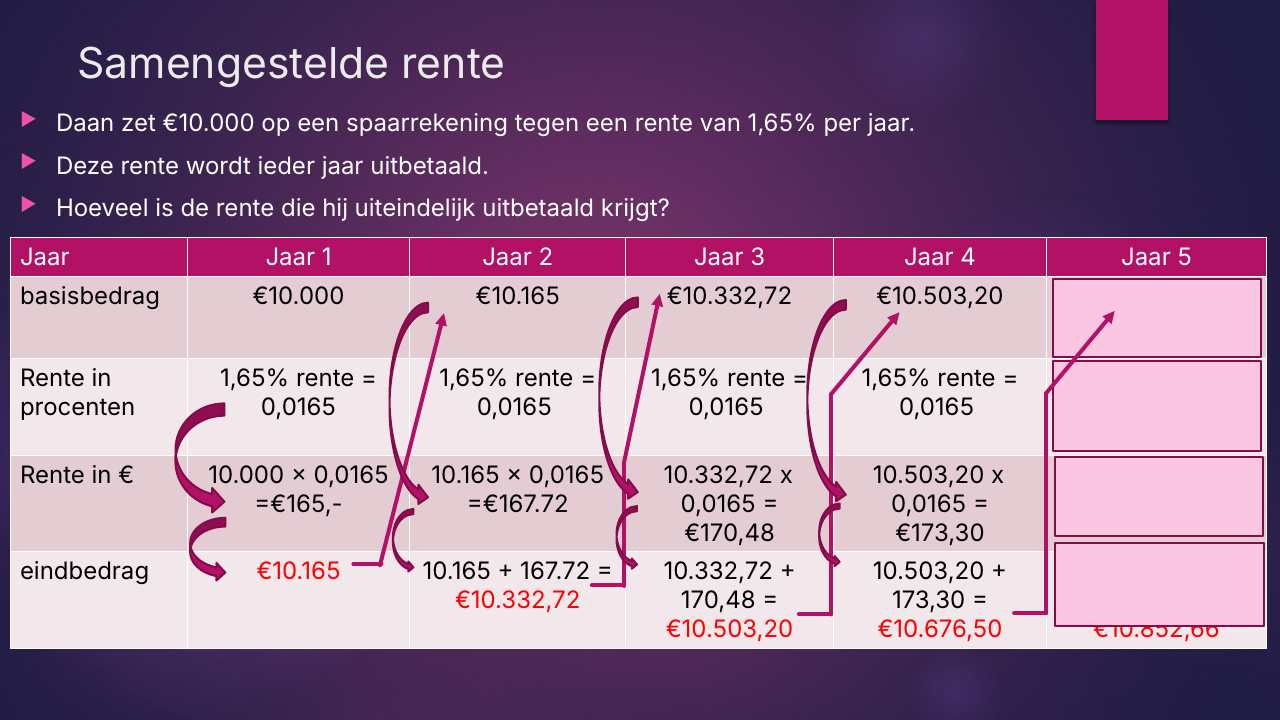 Samengestelde rente
Daan zet €10.000 op een spaarrekening tegen een rente van 1,65% per jaar.
Deze rente wordt ieder jaar uitbetaald.
Hoeveel is de rente die hij uiteindelijk uitbetaald krijgt?
Jaar Jaar 1 Jaar 2 Jaar 3 Jaar 4 Jaar 5
basisbedrag €10.000 €10.165 €10.332,72 €10.503,20
Rente in 1,65% rente = 1,65% rente = 1,65% rente = 1,65% rente =
procenten 0,0165 0,0165 0,0165 0,0165
Rente in € 10.000 × 0,0165 10.165 × 0,0165 10.332,72 x 10.503,20 x
=€165,- =€167.72 0,0165 = 0,0165 =
€170,48 €173,30
eindbedrag €10.165 10.165 + 167.72 = 10.332,72 + 10.503,20 +
€10.332,72 170,48 = 173,30 =
€10.503,20 €10.676,50 €10.852,66